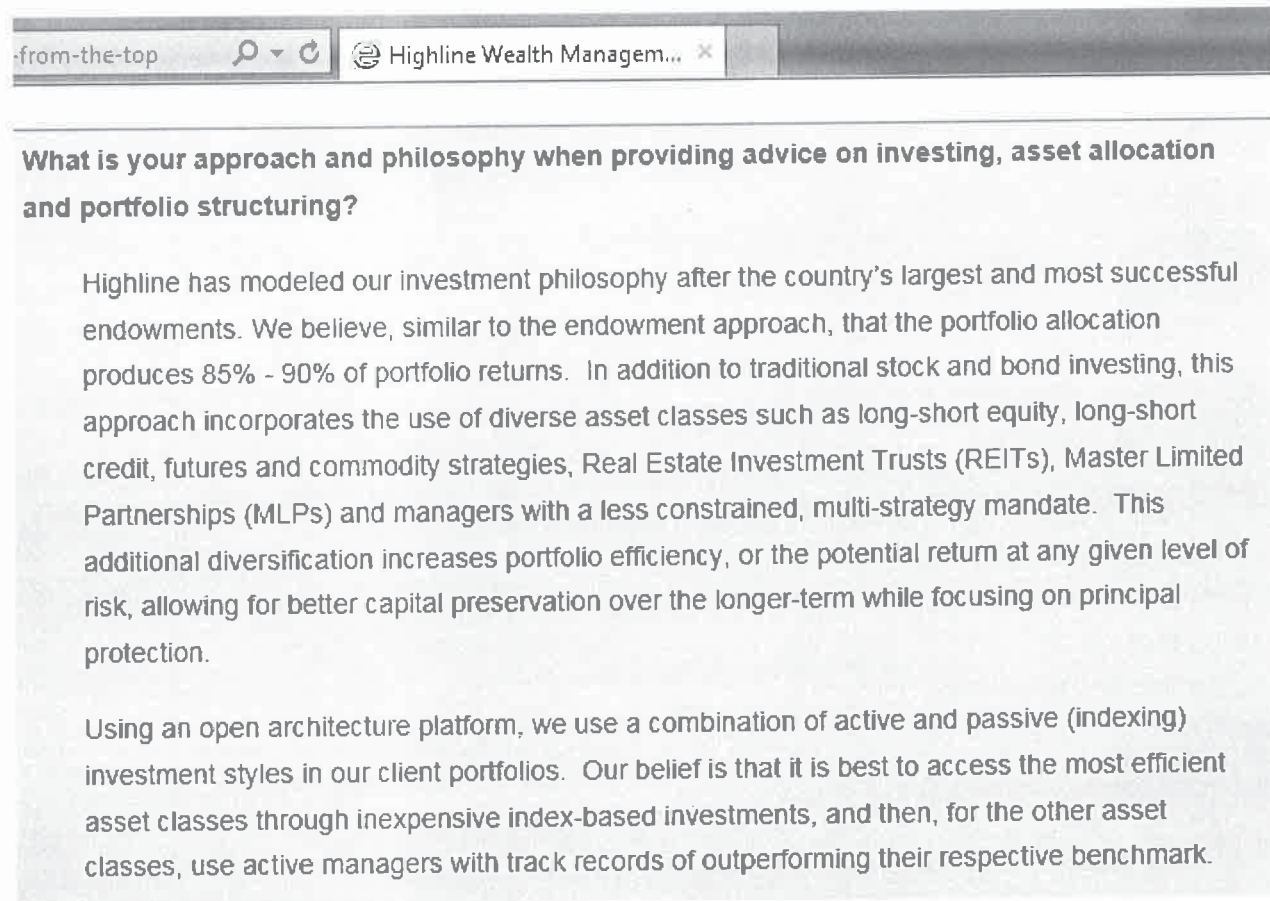 -from-the-top
Highline Wealth Managem... ×
What is your approach and philosophy when providing advice on investing, asset allocation
and portfolio structuring?
Highline has modeled our investment philosophy after the country's largest and most successful
endowments. We believe, similar to the endowment approach, that the portfolio allocation
produces 85% - 90% of portfolio returns.  In addition to traditional stock and bond investing, this
approach incorporates the use of diverse asset classes such as long-short equity, long-short
credit, futures and commodity strategies, Real Estate Investment Trusts (REITs), Master Limited
Partnerships (MLPs) and managers with a less constrained, multi-strategy mandate.  This
additional diversification increases portfolio efficiency, or the potential return at any given level of
risk, allowing for better capital preservation over the longer-term while focusing on principal
protection.
Using an open architecture platform, we use a combination of active and passive (indexing)
investment styles in our client portfolios.  Our belief is that it is best to access the most efficient
asset classes through inexpensive index-based investments, and then, for the other asset
classes, use active managers with track records of outperforming their respective benchmark.